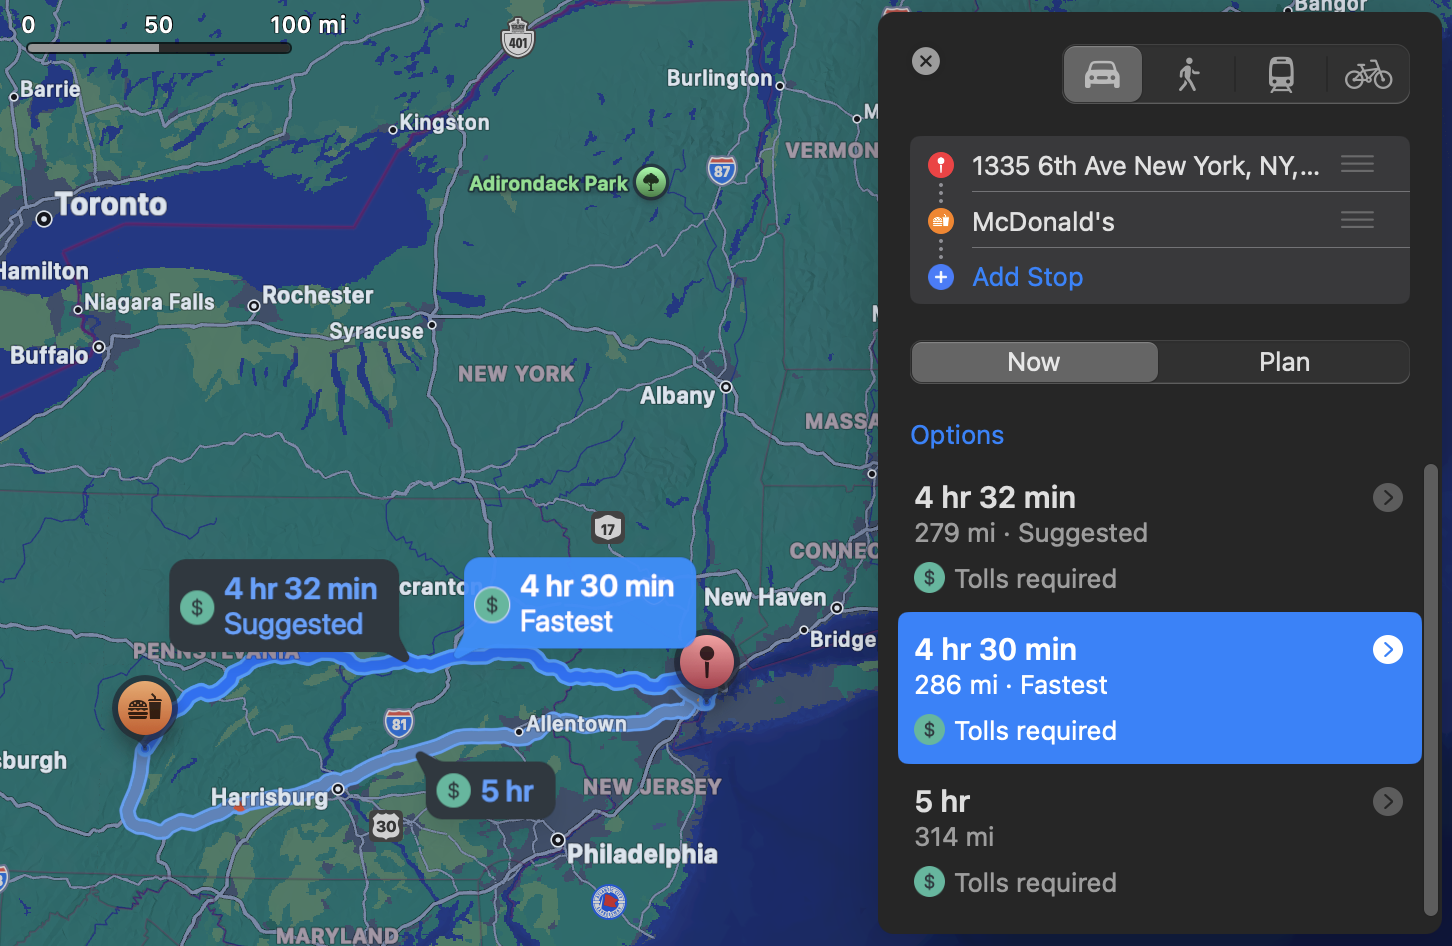 0 50 100 mi
401
Bangor
Barrie
Burlington
Kingston
VERMON
Adirondack Park
87
Toronto
Hamilton
Niagara Falls
Rochester
Syracuse
Buffalo
NEW YORK
Albany
MASSA
17
CONNEC
4 hr 32 min
Suggested
cranton
4 hr 30 min
Fastest
New Haven
Bridge
PENNSYLVANIA
81
Allentown
sburgh
Harrisburg
5 hr
NEW JERSEY
30
Philadelphia
MARYLAND
1335 6th Ave New York, NY,...
McDonald's
Add Stop
Now
Plan
Options
4 hr 32 min
279 mi · Suggested
$ Tolls required
4 hr 30 min
286 mi · Fastest
$ Tolls required
5 hr
314 mi
$ Tolls required